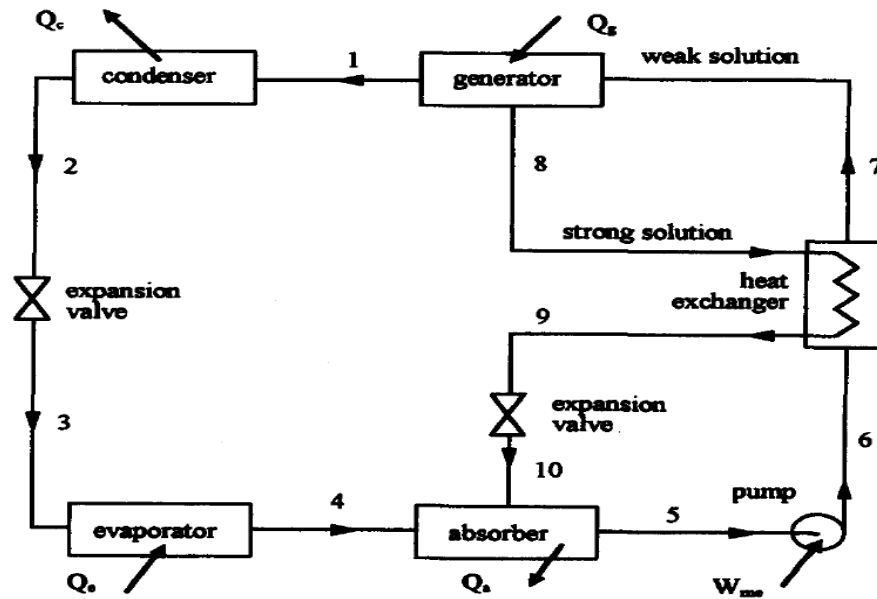 Qc
Qg
condenser
1
generator
weak solution
2
8
7
strong solution
expansion
valve
heat
exchanger
9
3
expansion
valve
6
10
pump
4
5
evaporator
absorber
Qe
Qa
Wme